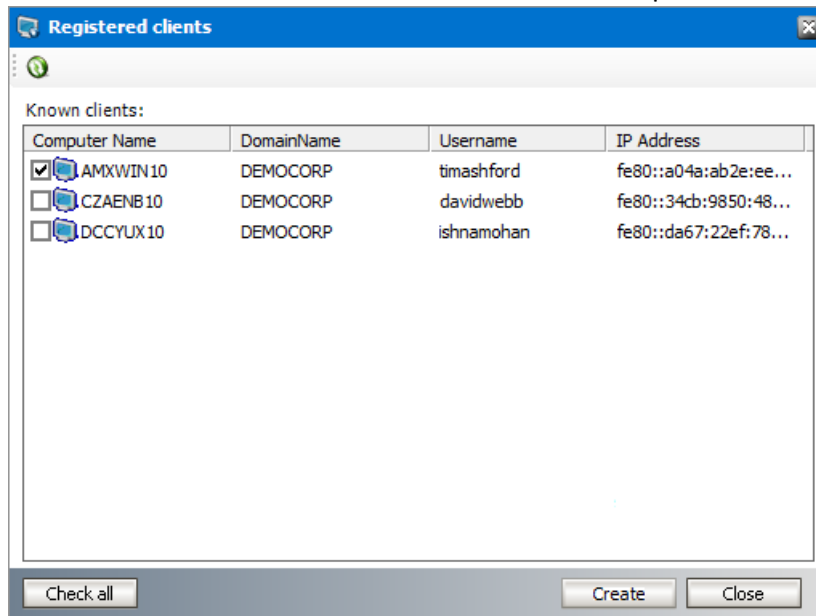 Registered clients
Known clients:
Computer Name DomainName Username IP Address
AMXWIN10 DEMOCORP timashford fe80::a04a:ab2e:ee...
CZAENB10 DEMOCORP davidwebb fe80::34cb:9850:48...
DCCYUX10 DEMOCORP ishnamohan fe80::da67:22ef:78...
Check all Create Close